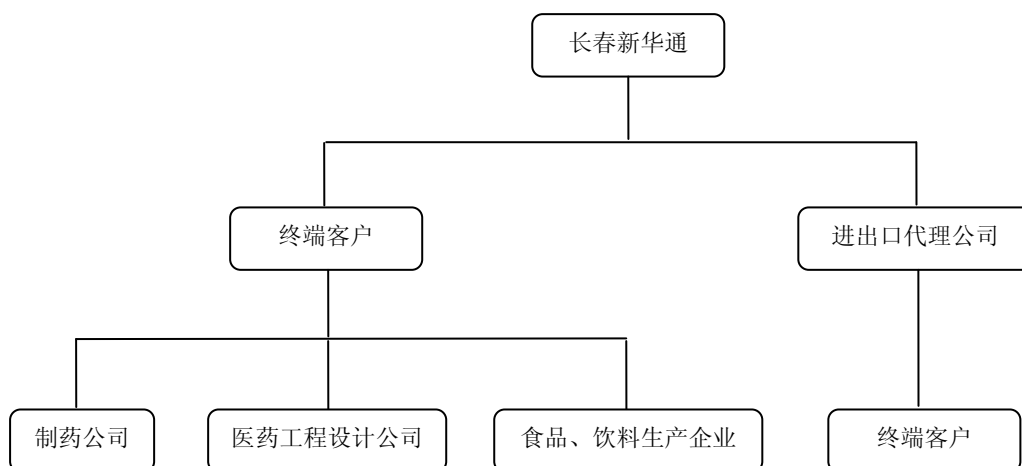 长春新华通
终端客户
进出口代理公司
制药公司
医药工程设计公司
食品、饮料生产企业
终端客户